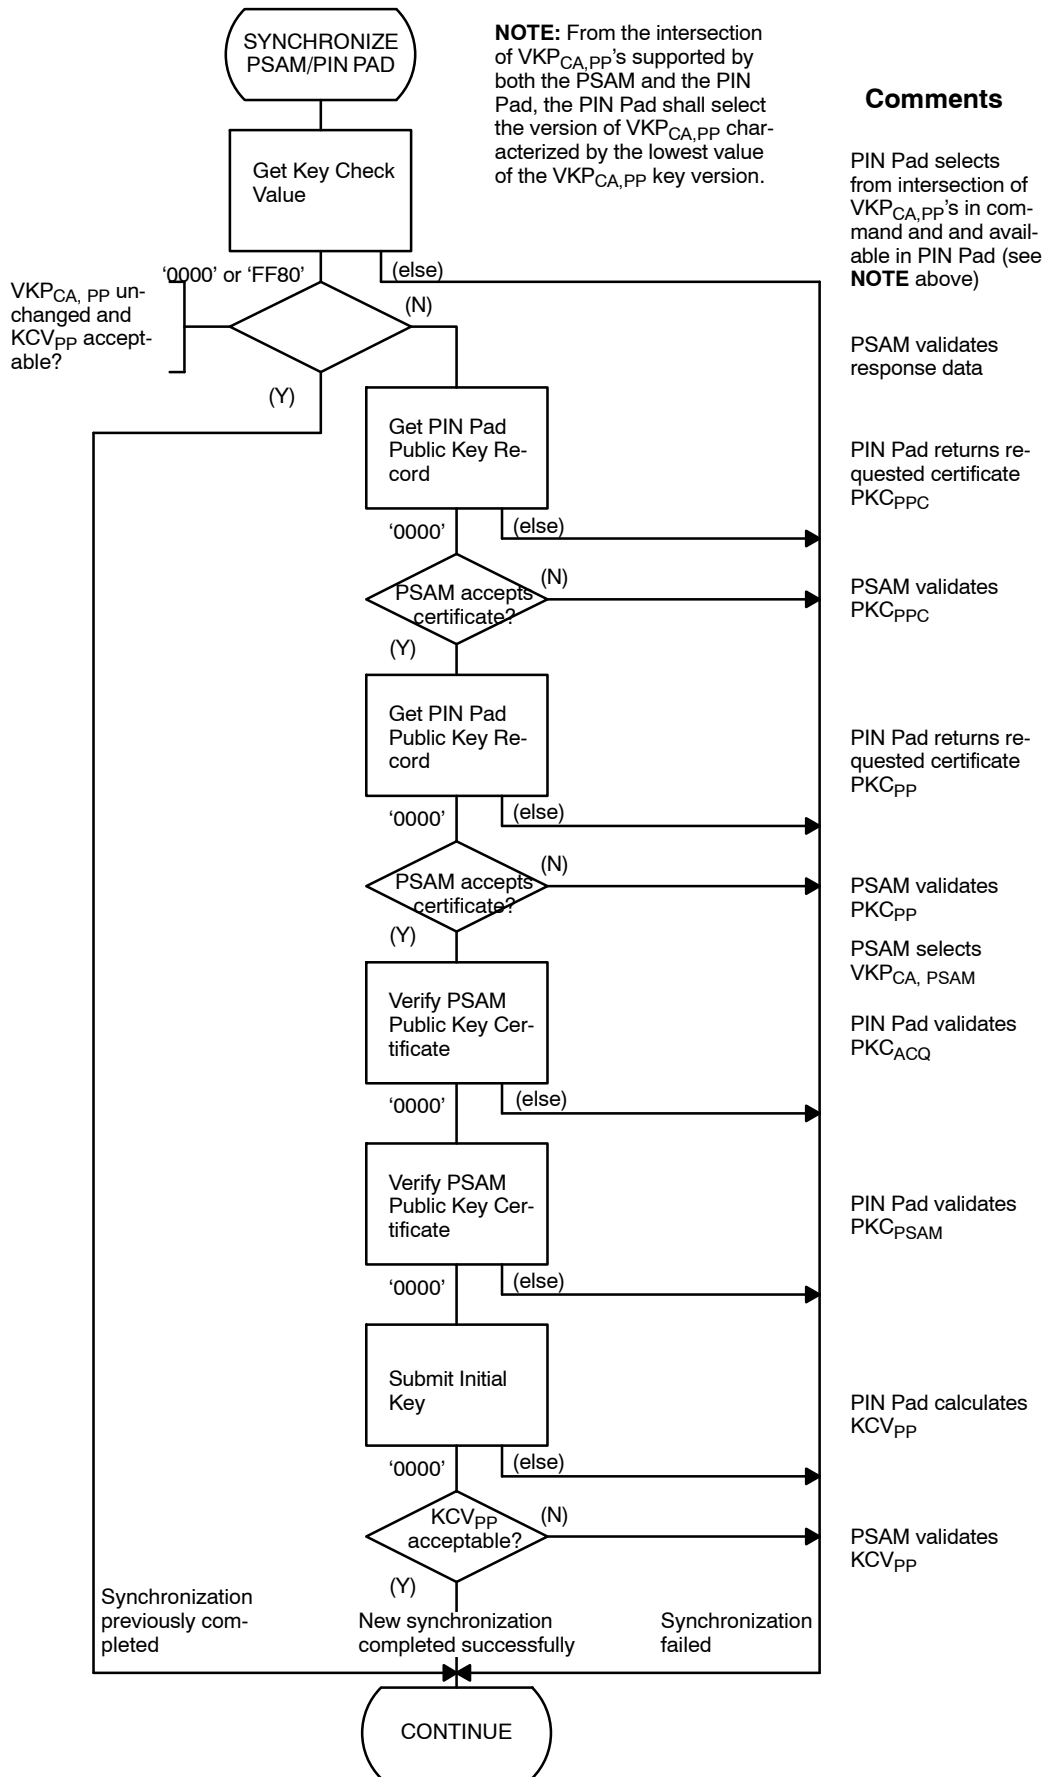 SYNCHRONIZE
PSAM/PIN PAD
NOTE: From the intersection
of VKPCA,PP's supported by
both the PSAM and the PIN
Pad, the PIN Pad shall select
the version of VKPCA,PP char-
acterized by the lowest value
of the VKPCA,PP key version.
Comments
Get Key Check
Value
PIN Pad selects
from intersection of
VKPCA,PP's in com-
mand and and avail-
able in PIN Pad (see
NOTE above)
'0000' or 'FF80'
(else)
VKPCA, PP un-
changed and
KCVPP accept-
able?
(N)
(Y)
PSAM validates
response data
Get PIN Pad
Public Key Re-
cord
PIN Pad returns re-
quested certificate
PKCPPC
'0000'
(else)
PSAM accepts
certificate?
(N)
(Y)
PSAM validates
PKCPPC
Get PIN Pad
Public Key Re-
cord
PIN Pad returns re-
quested certificate
PKCPP
'0000'
(else)
PSAM accepts
certificate?
(N)
(Y)
PSAM validates
PKCPP
PSAM selects
VKPCA, PSAM
Verify PSAM
Public Key Cer-
tificate
PIN Pad validates
PKCACQ
'0000'
(else)
Verify PSAM
Public Key Cer-
tificate
PIN Pad validates
PKCPSAM
'0000'
(else)
Submit Initial
Key
PIN Pad calculates
KCVPP
'0000'
(else)
KCVPP
acceptable?
(N)
(Y)
PSAM validates
KCVPP
Synchronization
previously com-
pleted
New synchronization
completed successfully
Synchronization
failed
CONTINUE